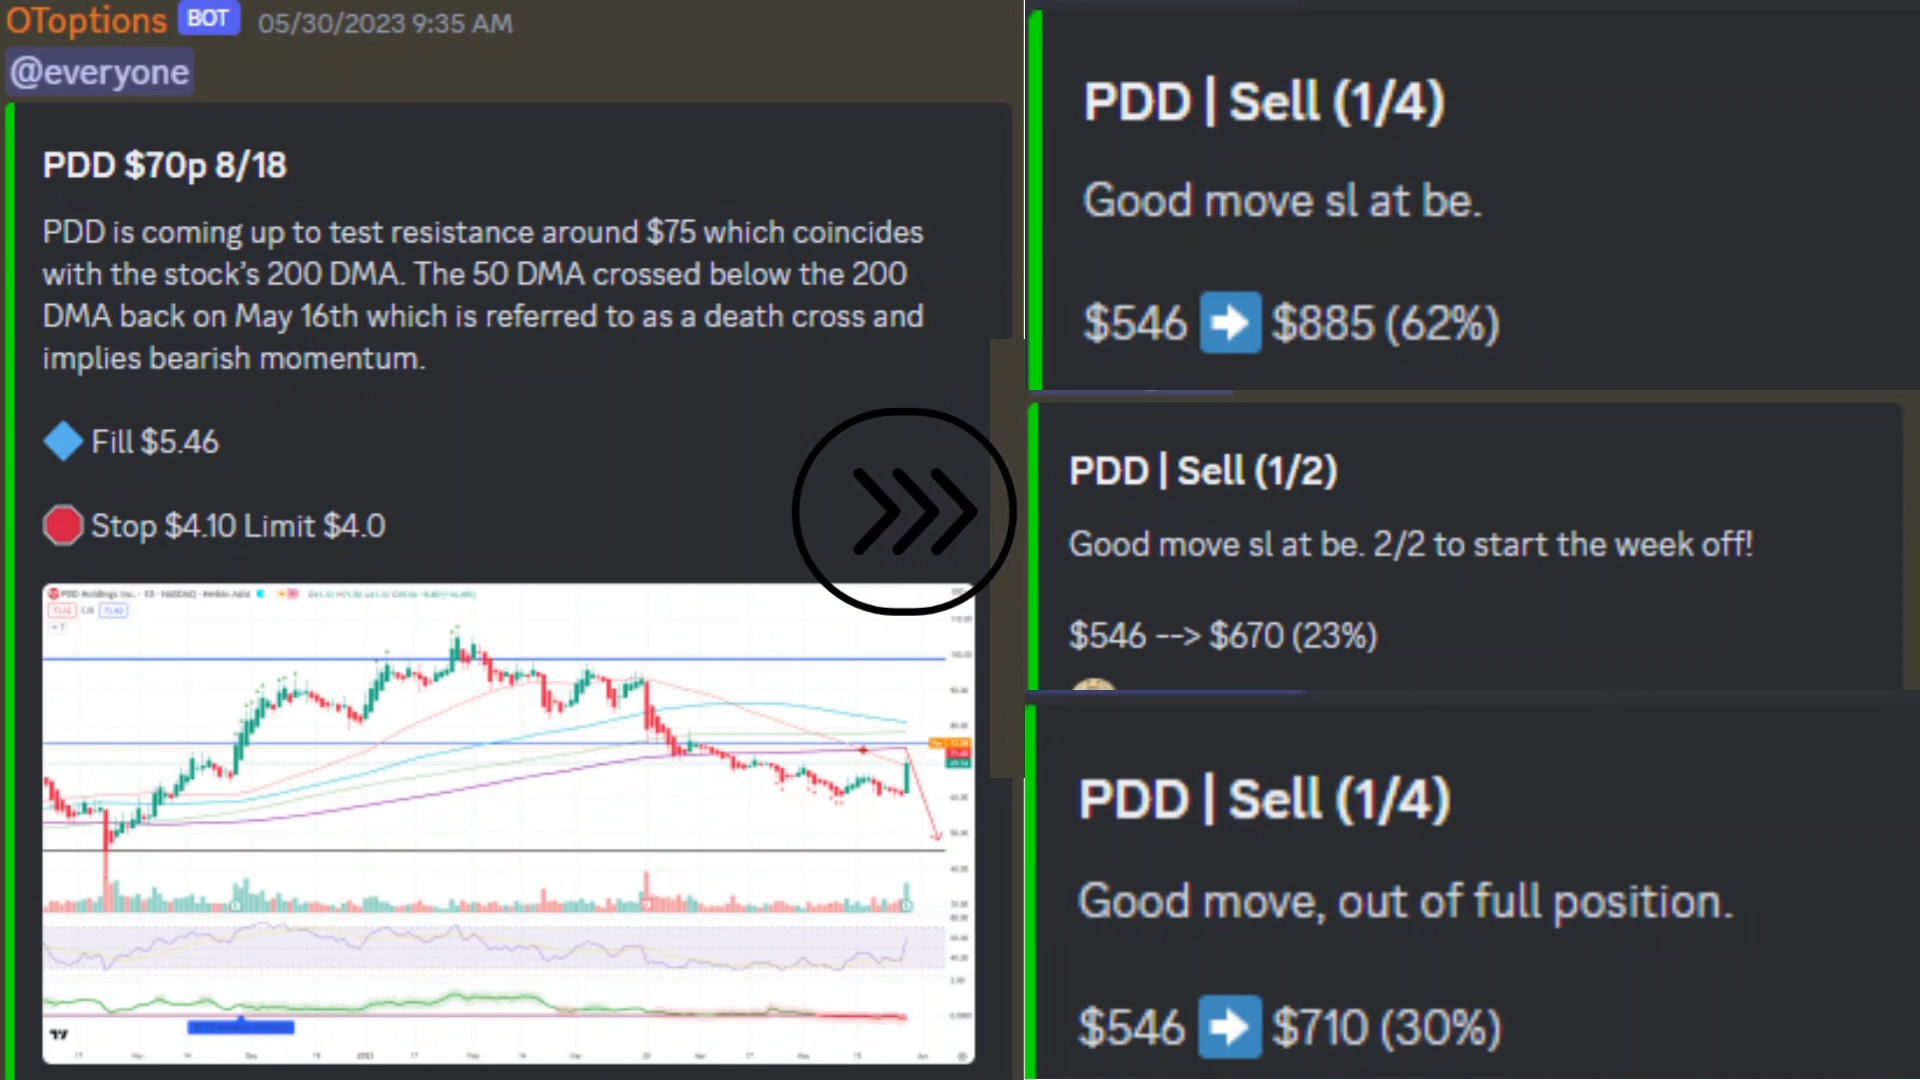 OToptions BOT 05/30/2023 9:35 AM
@everyone
PDD $70p 8/18
PDD is coming up to test resistance around $75 which coincides
with the stock's 200 DMA. The 50 DMA crossed below the 200
DMA back on May 16th which is referred to as a death cross and
implies bearish momentum.
Fill $5.46
Stop $4.10 Limit $4.0
PDD Holdings Inc.
PDD | Sell (1/4)
Good move sl at be.
$546 ➡ $885 (62%)
PDD | Sell (1/2)
Good move sl at be. 2/2 to start the week off!
$546 --> $670 (23%)
PDD | Sell (1/4)
Good move, out of full position.
$546 ➡ $710 (30%)